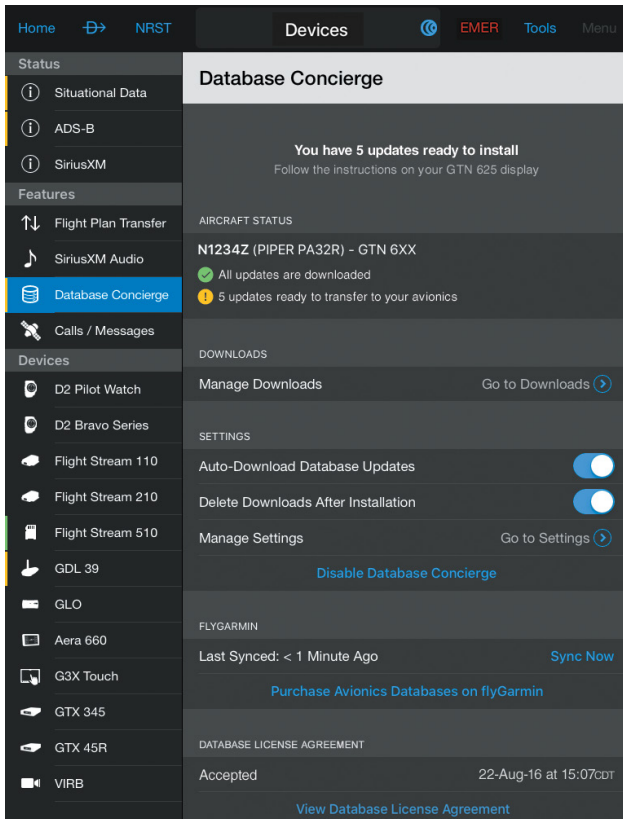 Home
NRST
Devices
EMER
Tools
Menu
Status
Situational Data
ADS-B
SiriusXM
Features
Flight Plan Transfer
SiriusXM Audio
Database Concierge
Calls / Messages
Devices
D2 Pilot Watch
D2 Bravo Series
Flight Stream 110
Flight Stream 210
Flight Stream 510
GDL 39
GLO
Aera 660
G3X Touch
GTX 345
GTX 45R
VIRB
Database Concierge
You have 5 updates ready to install
Follow the instructions on your GTN 625 display
AIRCRAFT STATUS
N1234Z (PIPER PA32R) - GTN 6XX
All updates are downloaded
5 updates ready to transfer to your avionics
DOWNLOADS
Manage Downloads Go to Downloads
SETTINGS
Auto-Download Database Updates
Delete Downloads After Installation
Manage Settings Go to Settings
Disable Database Concierge
FLYGARMIN
Last Synced: < 1 Minute Ago Sync Now
Purchase Avionics Databases on flyGarmin
DATABASE LICENSE AGREEMENT
Accepted 22-Aug-16 at 15:07CDT
View Database License Agreement